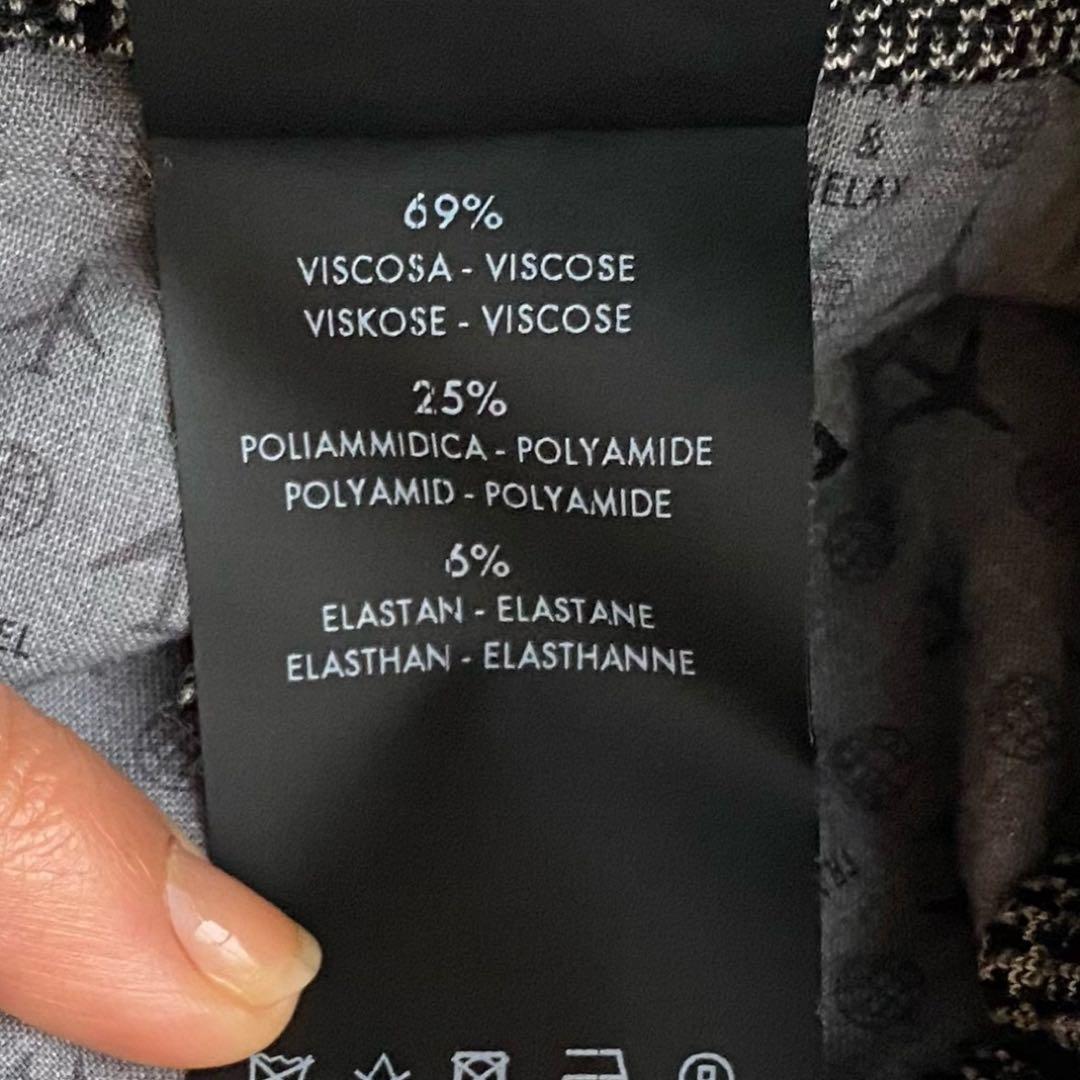 69%
VISCOSA - VISCOSE
VISKOSE - VISCOSE
25%
POLIAMMIDICA - POLYAMIDE
POLYAMID - POLYAMIDE
6%
ELASTAN - ELASTANE
ELASTHAN - ELASTHANNE
&